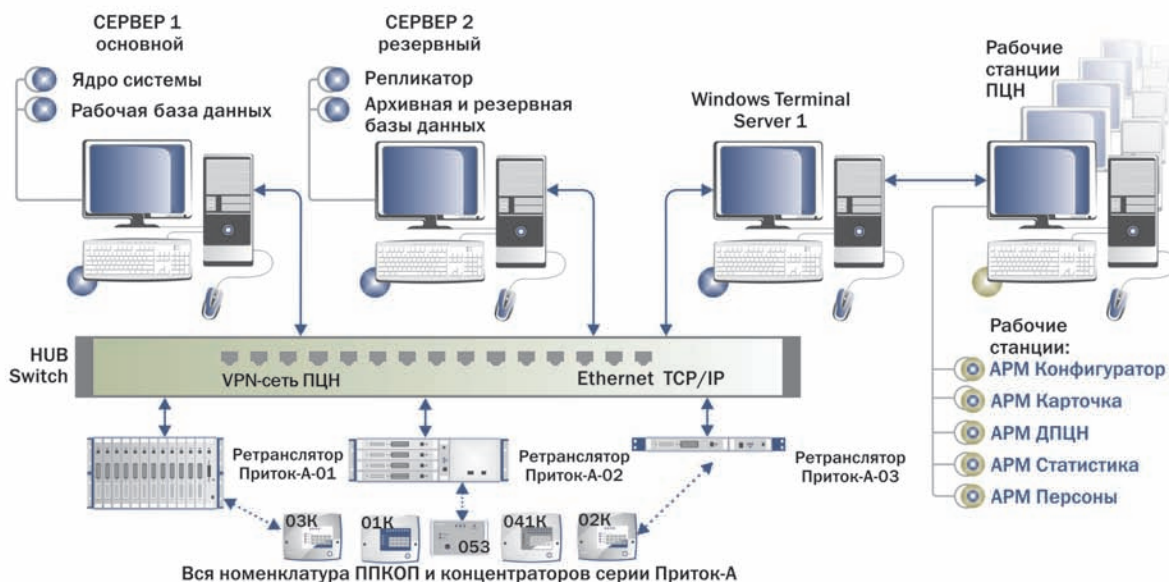 СЕРВЕР 1
основной
Ядро системы
Рабочая база данных
СЕРВЕР 2
резервный
Репликатор
Архивная и резервная
базы данных
Windows Terminal
Server 1
Рабочие
станции
ПЦН
HUB
Switch
VPN-сеть ПЦН
Ethernet TCP/IP
Рабочие
станции:
АРМ Конфигуратор
АРМ Карточка
АРМ ДПЦН
АРМ Статистика
АРМ Персоны
Ретранслятор
Приток-А-01
Ретранслятор
Приток-А-02
Ретранслятор
Приток-А-03
03К
01К
053
041К
02К
Вся номенклатура ППКОП и концентраторов серии Приток-А